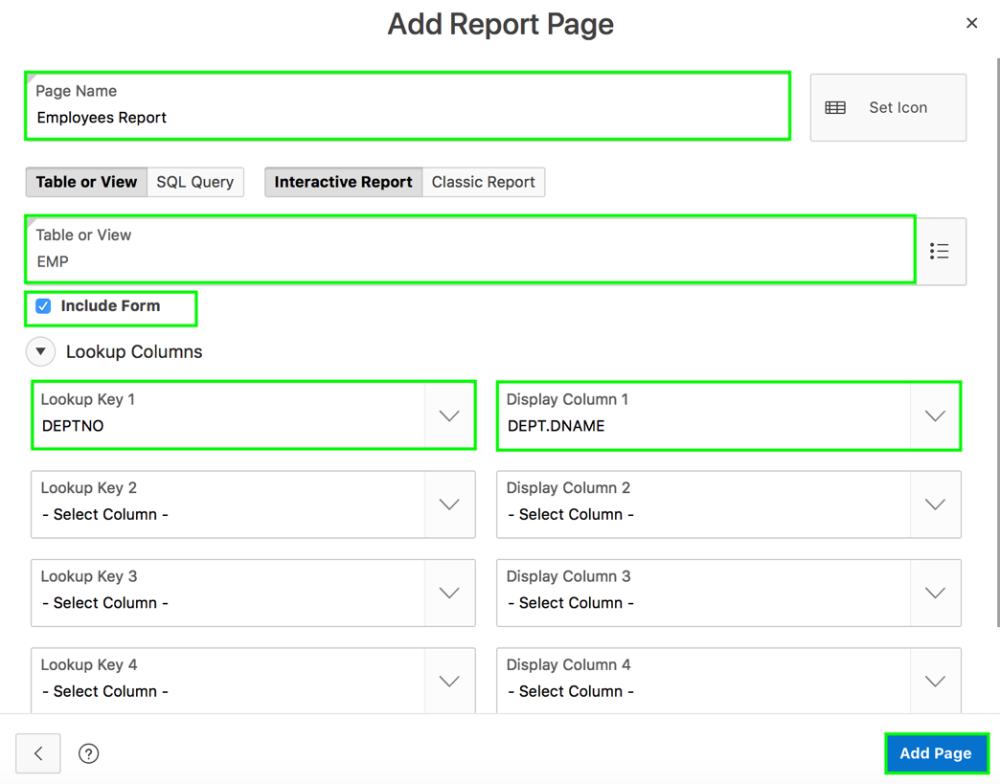 Add Report Page
Page Name
Employees Report
Set Icon
Table or View SQL Query Interactive Report Classic Report
Table or View
EMP
Include Form
Lookup Columns
Lookup Key 1 Display Column 1
DEPTNO DEPT.DNAME
Lookup Key 2 Display Column 2
- Select Column - - Select Column -
Lookup Key 3 Display Column 3
- Select Column - - Select Column -
Lookup Key 4 Display Column 4
- Select Column - - Select Column -
Add Page